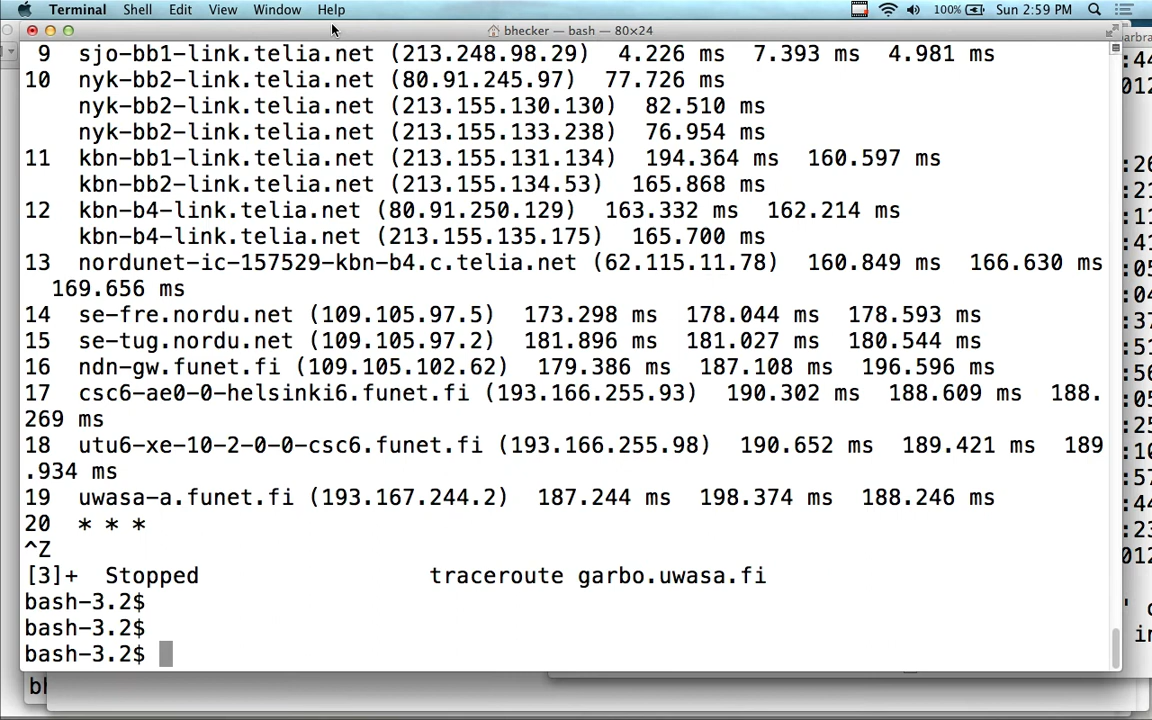 Terminal Shell Edit View Window Help 100% Sun 2:59 PM
bhecker — bash — 80×24
9 sjo-bb1-link.telia.net (213.248.98.29) 4.226 ms 7.393 ms 4.981 ms
10 nyk-bb2-link.telia.net (80.91.245.97) 77.726 ms
nyk-bb2-link.telia.net (213.155.130.130) 82.510 ms
nyk-bb2-link.telia.net (213.155.133.238) 76.954 ms
11 kbn-bb1-link.telia.net (213.155.131.134) 194.364 ms 160.597 ms
kbn-bb2-link.telia.net (213.155.134.53) 165.868 ms
12 kbn-b4-link.telia.net (80.91.250.129) 163.332 ms 162.214 ms
kbn-b4-link.telia.net (213.155.135.175) 165.700 ms
13 nordunet-ic-157529-kbn-b4.c.telia.net (62.115.11.78) 160.849 ms 166.630 ms
169.656 ms
14 se-fre.nordu.net (109.105.97.5) 173.298 ms 178.044 ms 178.593 ms
15 se-tug.nordu.net (109.105.97.2) 181.896 ms 181.027 ms 180.544 ms
16 ndn-gw.funet.fi (109.105.102.62) 179.386 ms 187.108 ms 196.596 ms
17 csc6-ae0-0-helsinki6.funet.fi (193.166.255.93) 190.302 ms 188.609 ms 188.
269 ms
18 utu6-xe-10-2-0-0-csc6.funet.fi (193.166.255.98) 190.652 ms 189.421 ms 189
.934 ms
19 uwasa-a.funet.fi (193.167.244.2) 187.244 ms 198.374 ms 188.246 ms
20 * * *
^Z
[3]+ Stopped traceroute garbo.uwasa.fi
bash-3.2$
bash-3.2$
bash-3.2$